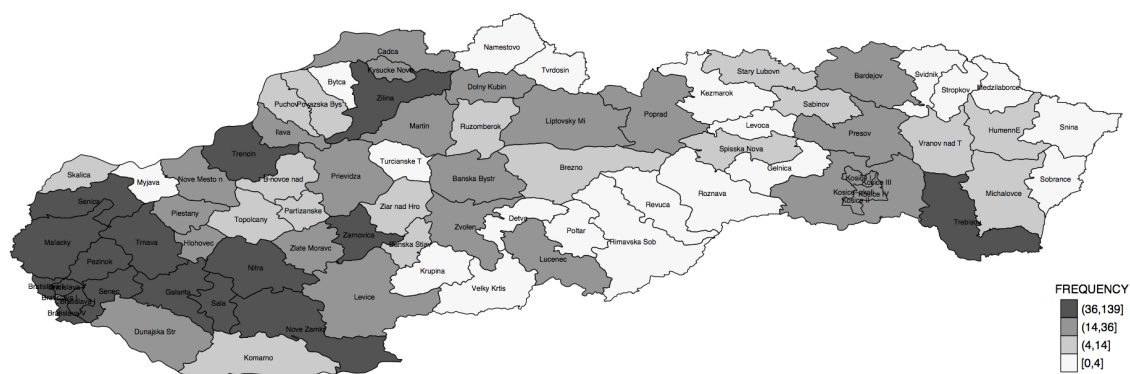 Namestovo
Cadca
Tvrdosin
Kysucke Nove
Bytca
Zilina
Dolny Kubin
Stary Lubovn
Bardejov
Svidnik
Medzilaborce
Stropkov
Kezmarok
Puchov
Povazska Bys
Sabinov
Ilava
Martin
Ruzomberok
Liptovsky Mi
Poprad
Levoca
Presov
HumennE
Snina
Vranov nad T
Trencin
Spisska Nova
Turcianske T
Brezno
Gelnica
Skalica
Myjava
Nove Mesto n
B novce nad
Prievidza
Banska Bystr
Kosice I
Kosice III
Kosice IV
Kosice II
Michalovce
Sobrance
Roznava
Senica
Piestany
Topolcany
Partizanske
Ziar nad Hro
Revuca
Detva
Trebisov
Malacky
Trnava
Hlohovec
Zlate Moravc
Zarnovica
Banska Stiav
Zvolen
Poltar
Rimavska Sob
Pezinok
Nitra
Krupina
Lucenec
Senec
Galanta
Sala
Levice
Velky Krtis
Bratislava V
Dunajska Str
Nove Zamky
Komarno
FREQUENCY
(36,139]
(14,36]
(4,14]
[0,4]